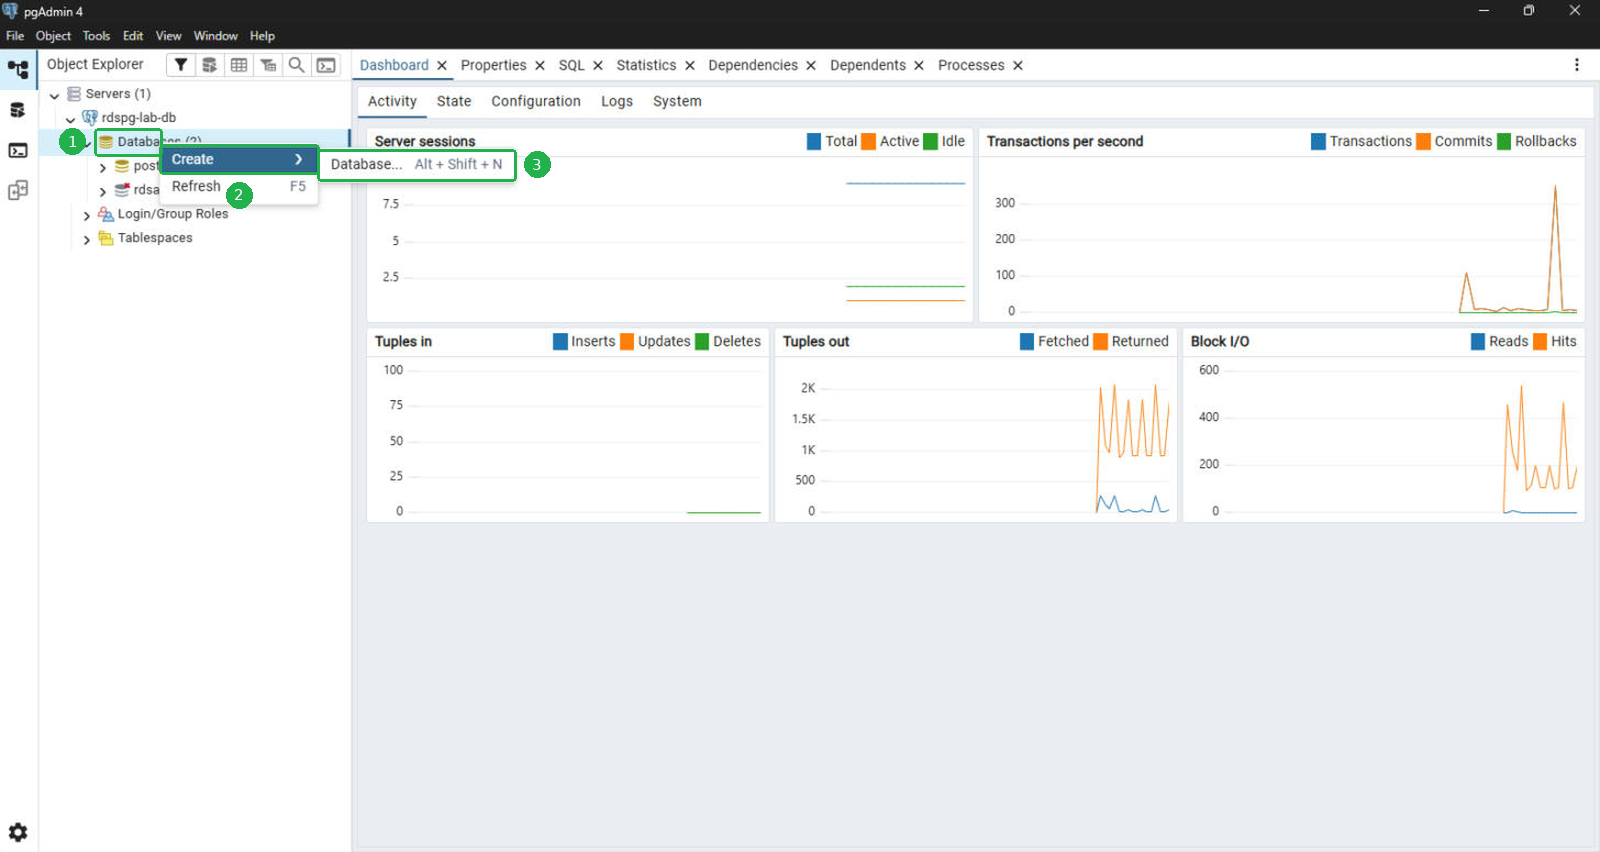 pgAdmin 4
File Object Tools Edit View Window Help
Object Explorer
Dashboard Properties SQL Statistics Dependencies Dependents Processes
Servers (1)
rdspg-lab-db
1 Databases (2)
Create
Database... Alt + Shift + N 3
Refresh F5
2
post
rdsa
Login/Group Roles
Tablespaces
Activity State Configuration Logs System
Server sessions Total Active Idle
7.5
5
2.5
Transactions per second Transactions Commits Rollbacks
300
200
100
0
Tuples in Inserts Updates Deletes
100
75
50
25
0
Tuples out Fetched Returned
2K
1.5K
1K
500
0
Block I/O Reads Hits
600
400
200
0